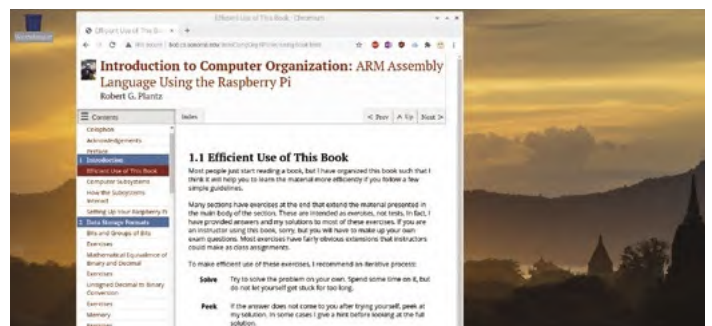 Efficient Use of This Book - Chromium
Efficient Use of This Boo
Introduction to Computer Organization: ARM Assembly
Language Using the Raspberry Pi
Robert G. Plantz
Contents
Index
< Prev
Up
Next >
Colophon
Acknowledgements
Preface
1 Introduction
Efficient Use of This Book
Computer Subsystems
How the Subsystems
Interact
Setting Up Your Raspberry Pi
2 Data Storage Formats
Bits and Groups of Bits
Exercises
Mathematical Equivalence of
Binary and Decimal
Exercises
Unsigned Decimal to Binary
Conversion
Exercises
Memory
Exercises
1.1 Efficient Use of This Book
Most people just start reading a book, but I have organized this book such that I
think it will help you to learn the material more efficiently if you follow a few
simple guidelines.
Many sections have exercises at the end that extend the material presented in
the main body of the section. These are intended as exercises, not tests. In fact, I
have provided answers and my solutions to most of these exercises. If you are
an instructor using this book, sorry, but you will have to make up your own
exam questions. Most exercises have fairly obvious extensions that instructors
could make as class assignments.
To make efficient use of these exercises, I recommend an iterative process:
Solve Try to solve the problem on your own. Spend some time on it, but
do not let yourself get stuck for too long.
Peek If the answer does not come to you after trying yourself, peek at
my solution. In some cases I give a hint before looking at the full
solution.